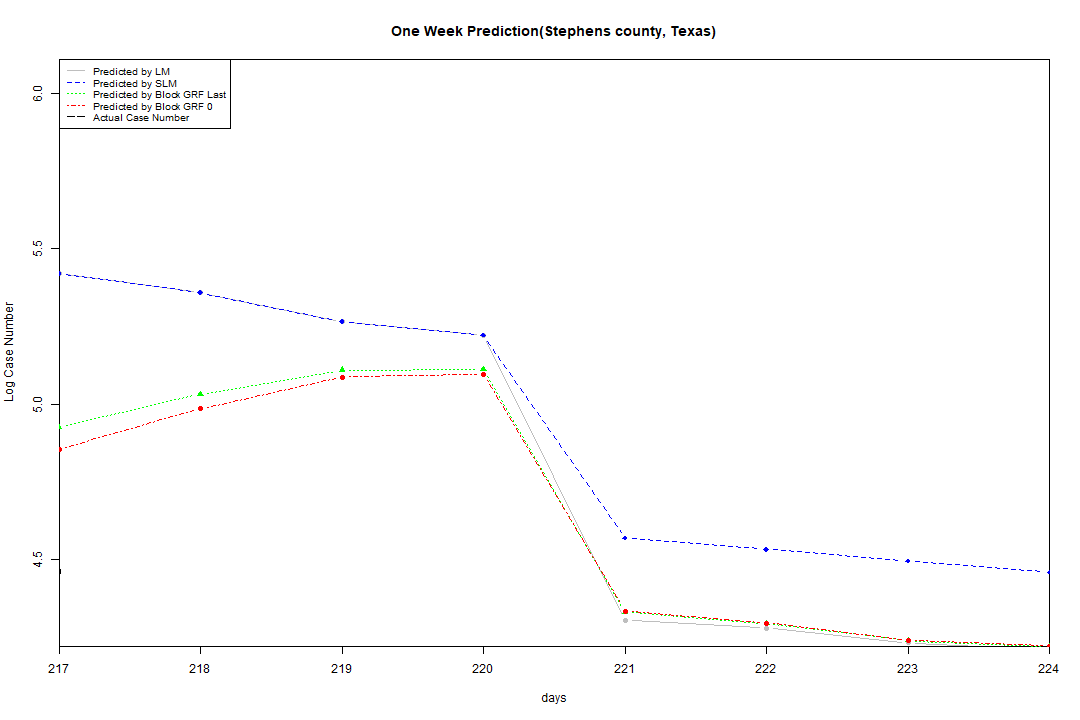 One Week Prediction(Stephens county, Texas)
Predicted by LM
Predicted by SLM
Predicted by Block GRF Last
Predicted by Block GRF 0
Actual Case Number
6.0
5.5
5.0
4.5
Log Case Number
217 218 219 220 221 222 223 224
days